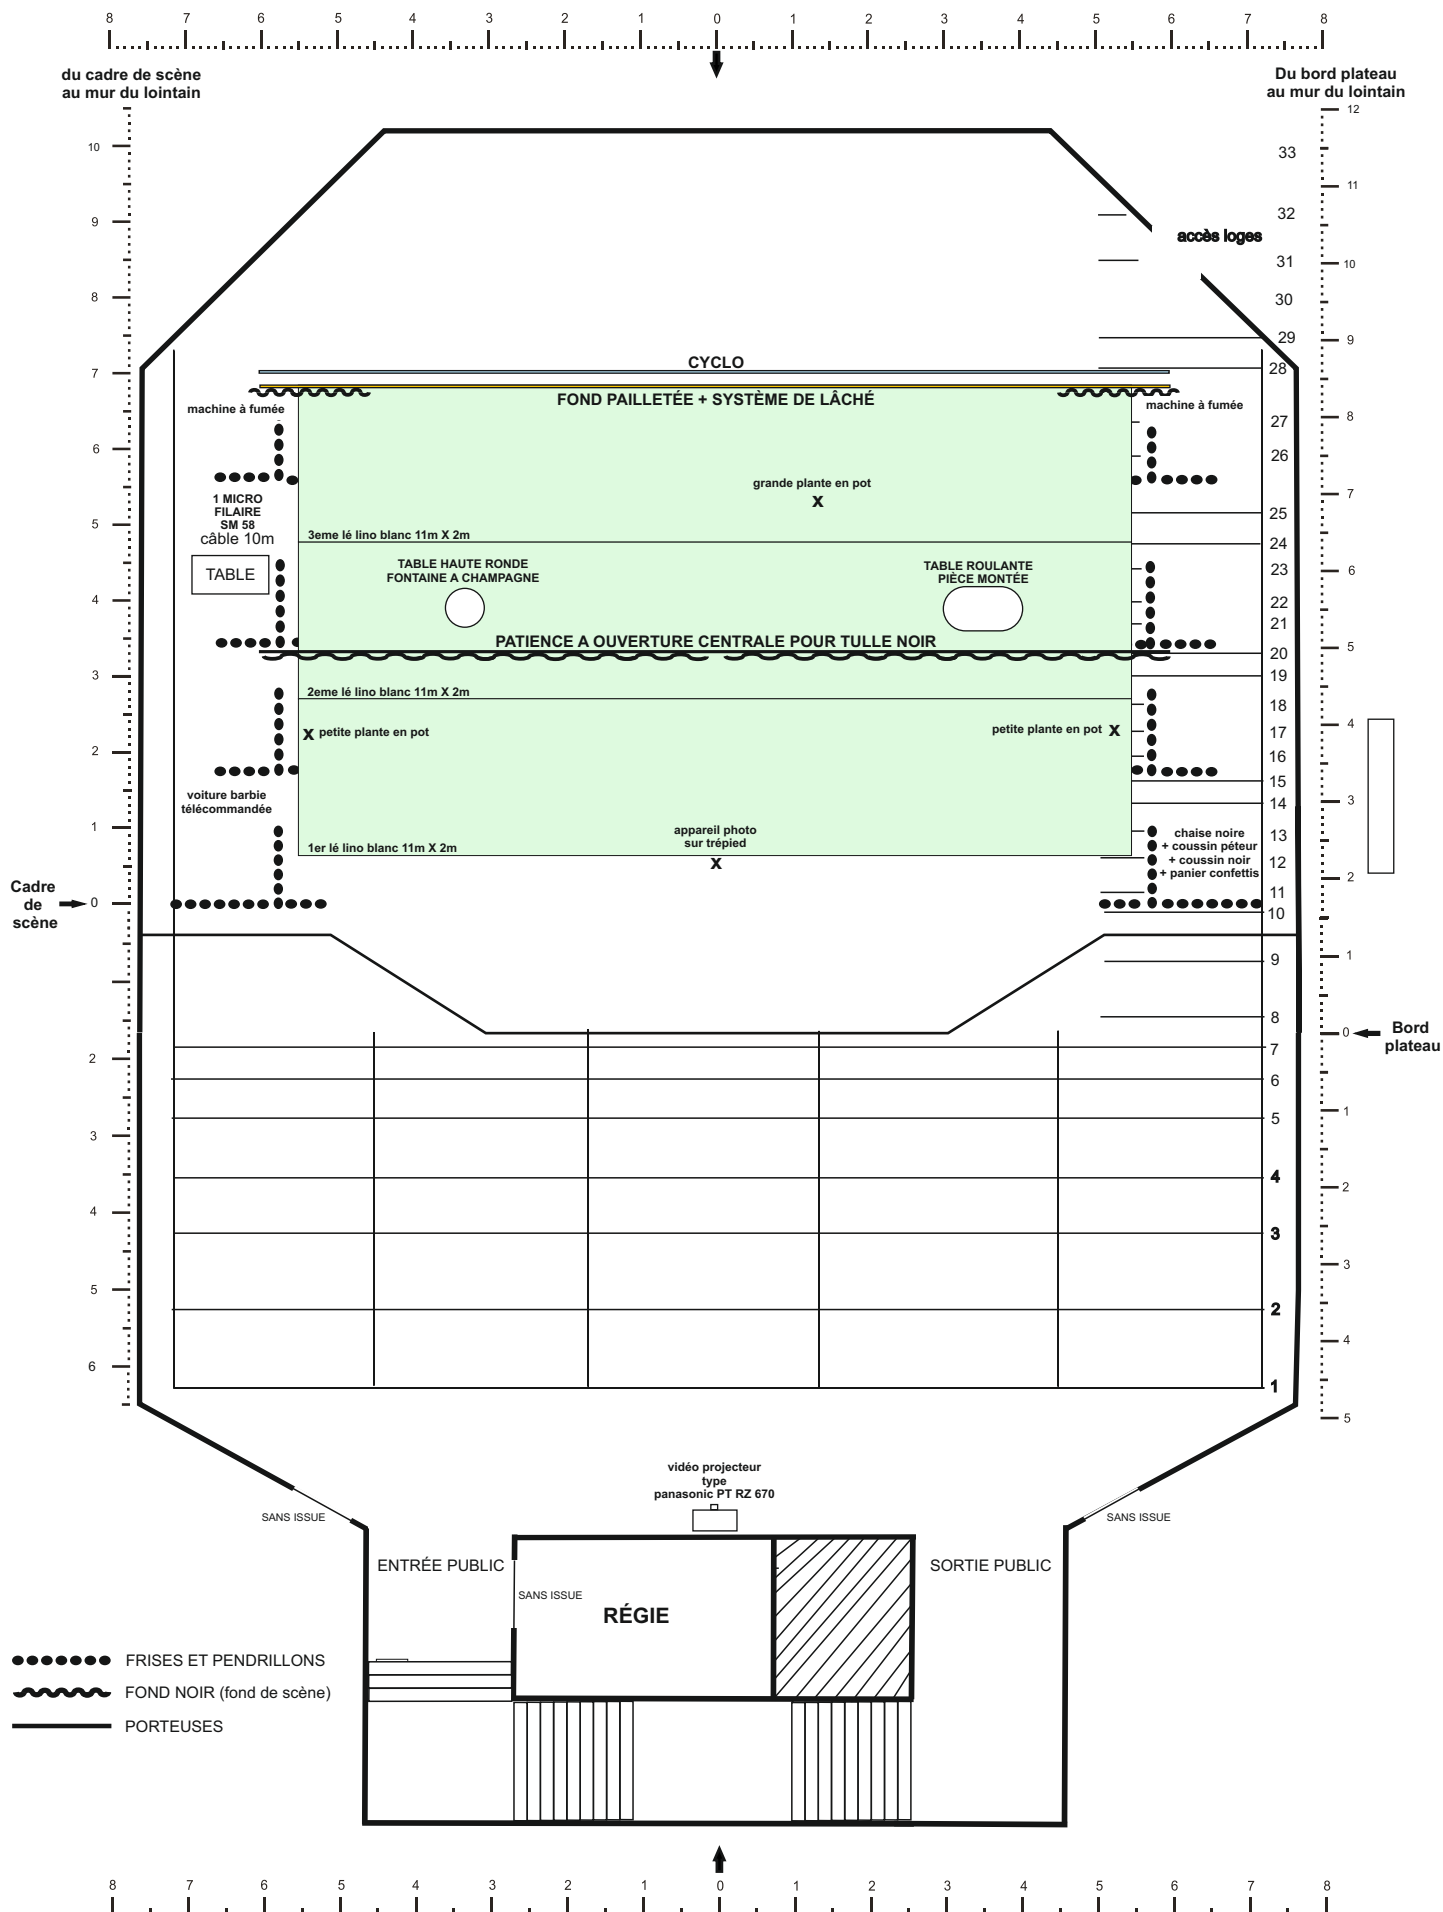 8 7 6 5 4 3 2 1 0 1 2 3 4 5 6 7 8
du cadre de scène
au mur du lointain
Du bord plateau
au mur du lointain
12
10
33
11
9
32
accès loges
31
10
8
30
29
9
CYCLO
7
28
FOND PAILLETÉE + SYSTÈME DE LÂCHÉ
machine à fumée
machine à fumée
8
27
6
26
grande plante en pot
x
7
1 MICRO
FILAIRE
SM 58
câble 10m
25
5
3eme lé lino blanc 11m X 2m
24
TABLE
TABLE HAUTE RONDE
FONTAINE A CHAMPAGNE
TABLE ROULANTE
PIÈCE MONTÉE
23
6
4
22
21
PATIENCE A OUVERTURE CENTRALE POUR TULLE NOIR
5
20
3
19
2eme lé lino blanc 11m X 2m
18
4
x petite plante en pot
petite plante en pot x
17
2
16
15
voiture barbie
télécommandée
3
14
1
appareil photo
sur trépied
x
13
chaise noire
+ coussin péteur
+ coussin noir
+ panier confettis
1er lé lino blanc 11m X 2m
12
2
11
Cadre
de
scène
0
10
9
1
8
0
Bord
plateau
7
2
6
5
1
3
4
2
4
3
3
5
2
4
6
1
5
vidéo projecteur
type
panasonic PT RZ 670
SANS ISSUE
SANS ISSUE
ENTRÉE PUBLIC
SORTIE PUBLIC
SANS ISSUE
RÉGIE
FRISES ET PENDRILLONS
FOND NOIR (fond de scène)
PORTEUSES
8 7 6 5 4 3 2 1 0 1 2 3 4 5 6 7 8